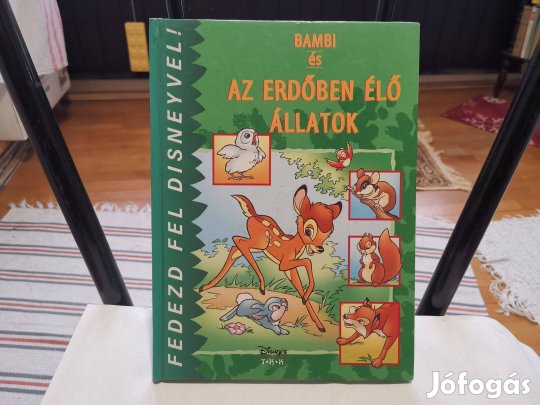 FEDEZD FEL DISNEYVEL!
BAMBI
és
AZ ERDŐBEN ÉLŐ
ÁLLATOK
Disney's
Jófogás